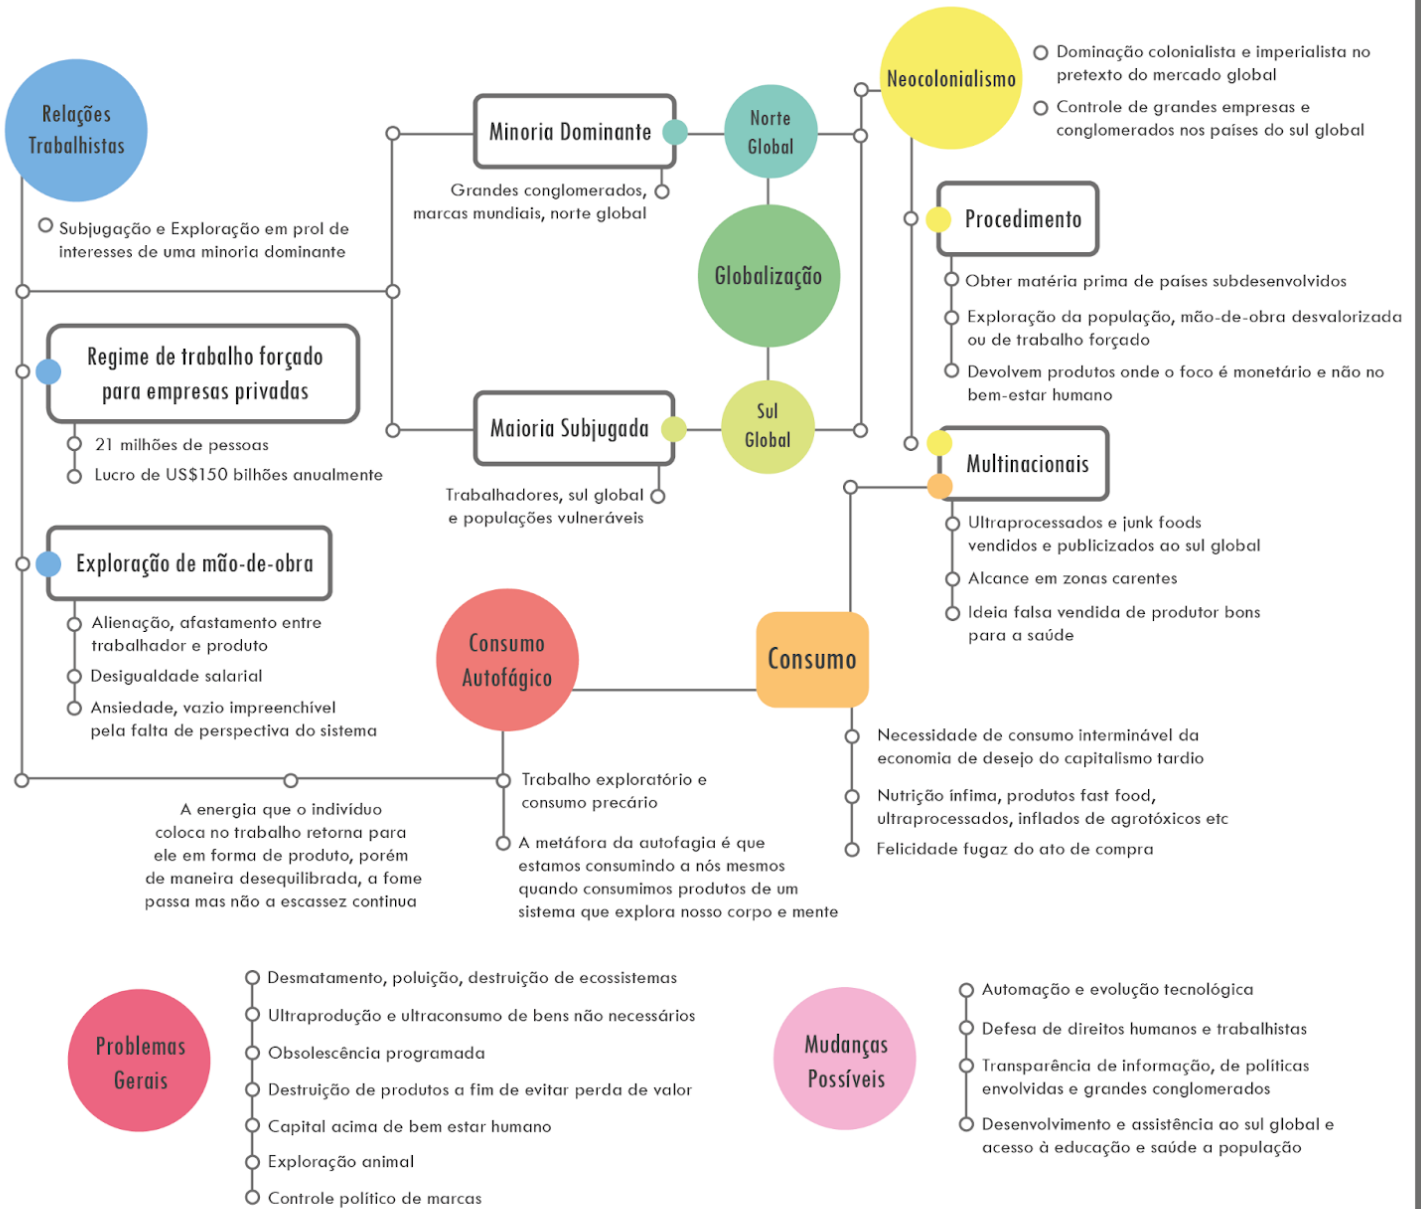 Relações
Trabalhistas
Subjugação e Exploração em prol de
interesses de uma minoria dominante
Regime de trabalho forçado
para empresas privadas
21 milhões de pessoas
Lucro de US$150 bilhões anualmente
Exploração de mão-de-obra
Alienação, afastamento entre
trabalhador e produto
Desigualdade salarial
Ansiedade, vazio impreenchível
pela falta de perspectiva do sistema
Minoria Dominante
Grandes conglomerados,
marcas mundiais, norte global
Norte
Global
Globalização
Maioria Subjugada
Trabalhadores, sul global
e populações vulneráveis
Sul
Global
Neocolonialismo
Dominação colonialista e imperialista no
pretexto do mercado global
Controle de grandes empresas e
conglomerados nos países do sul global
Procedimento
Obter matéria prima de países subdesenvolvidos
Exploração da população, mão-de-obra desvalorizada
ou de trabalho forçado
Devolvem produtos onde o foco é monetário e não no
bem-estar humano
Multinacionais
Ultraprocessados e junk foods
vendidos e publicizados ao sul global
Alcance em zonas carentes
Ideia falsa vendida de produtor bons
para a saúde
Consumo
Autofágico
Consumo
Necessidade de consumo interminável da
economia de desejo do capitalismo tardio
Nutrição ínfima, produtos fast food,
ultraprocessados, inflados de agrotóxicos etc
Felicidade fugaz do ato de compra
Trabalho exploratório e
consumo precário
A metáfora da autofagia é que
estamos consumindo a nós mesmos
quando consumimos produtos de um
sistema que explora nosso corpo e mente
A energia que o indivíduo
coloca no trabalho retorna para
ele em forma de produto, porém
de maneira desequilibrada, a fome
passa mas não a escassez continua
Problemas
Gerais
Desmatamento, poluição, destruição de ecossistemas
Ultraprodução e ultraconsumo de bens não necessários
Obsolescência programada
Destruição de produtos a fim de evitar perda de valor
Capital acima de bem estar humano
Exploração animal
Controle político de marcas
Mudanças
Possíveis
Automação e evolução tecnológica
Defesa de direitos humanos e trabalhistas
Transparência de informação, de políticas
envolvidas e grandes conglomerados
Desenvolvimento e assistência ao sul global e
acesso à educação e saúde a população